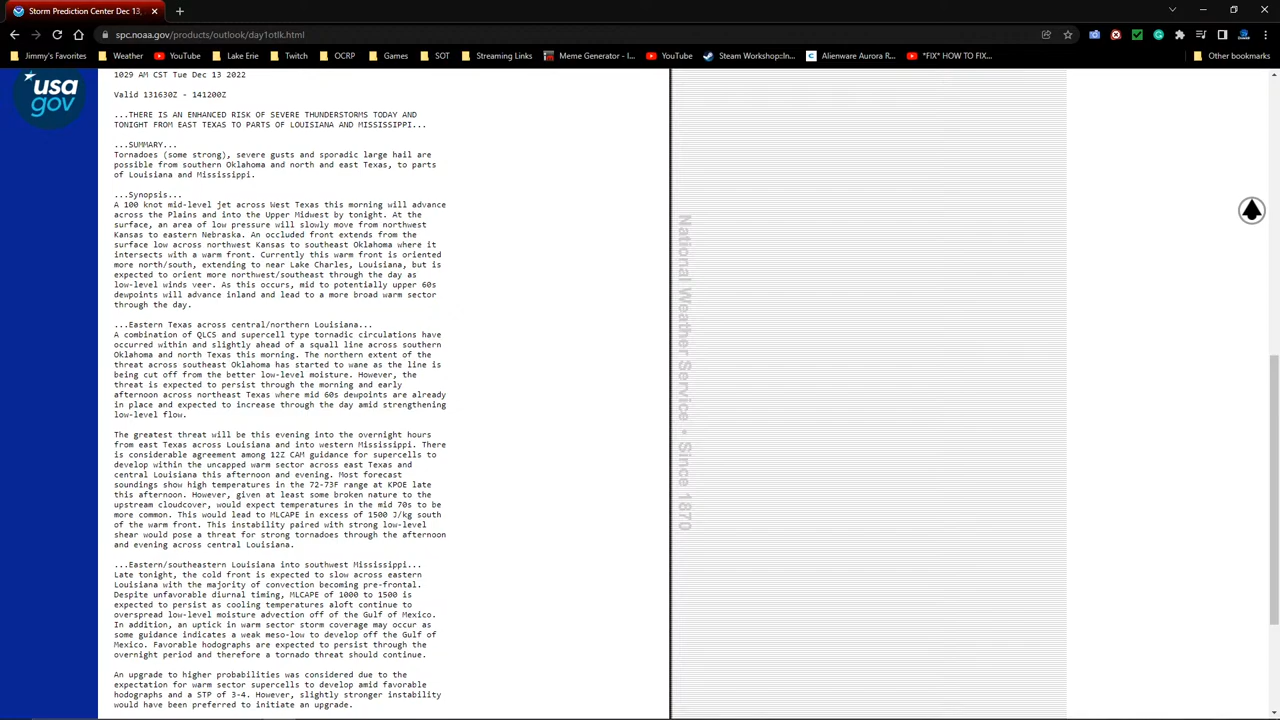 Storm Prediction Center Dec 13,
spc.noaa.gov/products/outlook/day1otlk.html
Jimmy's Favorites Weather YouTube Lake Erie Twitch OCRP Games SOT Streaming Links Meme Generator - I... YouTube Steam Workshop::In... Alienware Aurora R... *FIX* HOW TO FIX... Other bookmarks
usa
gov
1029 AM CST Tue Dec 13 2022
Valid 131630Z - 141200Z
...THERE IS AN ENHANCED RISK OF SEVERE THUNDERSTORMS TODAY AND
TONIGHT FROM EAST TEXAS TO PARTS OF LOUISIANA AND MISSISSIPPI...
...SUMMARY...
Tornadoes (some strong), severe gusts and sporadic large hail are
possible from southern Oklahoma and north and east Texas, to parts
of Louisiana and Mississippi.
...Synopsis...
A 100 knot mid-level jet across West Texas this morning will advance
across the Plains and into the Upper Midwest by tonight. At the
surface, an area of low pressure will slowly move from northwest
Kansas to eastern Nebraska. An occluded front extends from the
surface low across northwest Kansas to southeast Oklahoma where it
intersects with a warm front. Currently this warm front is oriented
more north/south, extending to near Lake Charles, Louisiana, but is
expected to orient more northwest/southeast through the day as
low-level winds veer. As this occurs, mid to potentially upper 60s
dewpoints will advance inland and lead to a more broad warm sector
through the day.
...Eastern Texas across central/northern Louisiana...
A combination of QLCS and supercell type tornadic circulations have
occurred within and slightly ahead of a squall line across southern
Oklahoma and north Texas this morning. The northern extent of the
threat across southeast Oklahoma has started to wane as the line is
being cut off from the better low-level moisture. However, the
threat is expected to persist through the morning and early
afternoon across northeast Texas where mid 60s dewpoints are already
in place and expected to increase through the day amid strengthening
low-level flow.
The greatest threat will be this evening into the overnight hours
from east Texas across Louisiana and into western Mississippi. There
is considerable agreement among 12Z CAM guidance for supercells to
develop within the uncapped warm sector across east Texas and
central Louisiana this afternoon and evening. Most forecast
soundings show high temperatures in the 72-73F range at KPOE late
this afternoon. However, given at least some broken nature to the
upstream cloudcover, would expect temperatures in the mid 70s to be
more common. This would lead to MLCAPE in excess of 1500 J/kg south
of the warm front. This instability paired with strong low-level
shear would pose a threat for strong tornadoes through the afternoon
and evening across central Louisiana.
...Eastern/southeastern Louisiana into southwest Mississippi...
Late tonight, the cold front is expected to slow across eastern
Louisiana with the majority of convection becoming pre-frontal.
Despite unfavorable diurnal timing, MLCAPE of 1000 to 1500 is
expected to persist as cooling temperatures aloft continue to
overspread low-level moisture advection off of the Gulf of Mexico.
In addition, an uptick in warm sector storm coverage may occur as
some guidance indicates a weak meso-low to develop off the Gulf of
Mexico. Favorable hodographs are expected to persist through the
overnight period and therefore a tornado threat should continue.
An upgrade to higher probabilities was considered due to the
expectation for warm sector supercells to develop amid favorable
hodographs and a STP of 3-4. However, slightly stronger instability
would have been preferred to initiate an upgrade.
National Weather Service • Since 1870